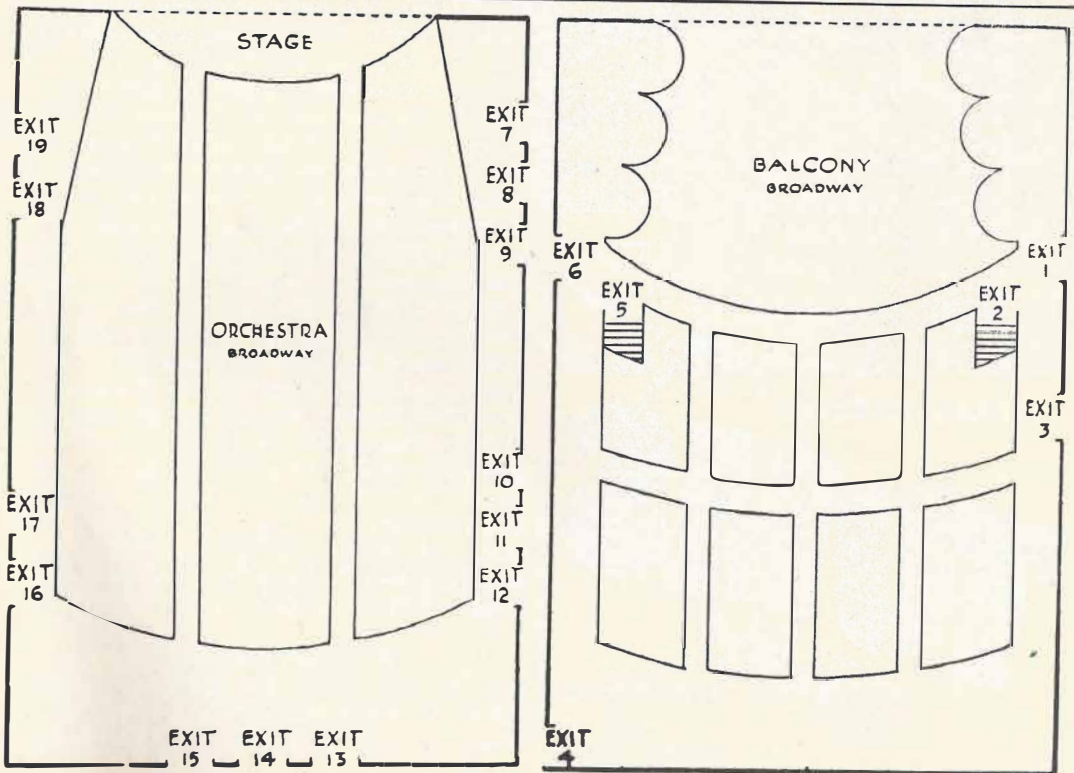 STAGE
EXIT
19
EXIT
18
EXIT
7
EXIT
8
EXIT
9
ORCHESTRA
BROADWAY
EXIT
10
EXIT
11
EXIT
12
EXIT
17
EXIT
16
EXIT
15
EXIT
14
EXIT
13
BALCONY
BROADWAY
EXIT
6
EXIT
1
EXIT
5
EXIT
2
EXIT
3
EXIT
4